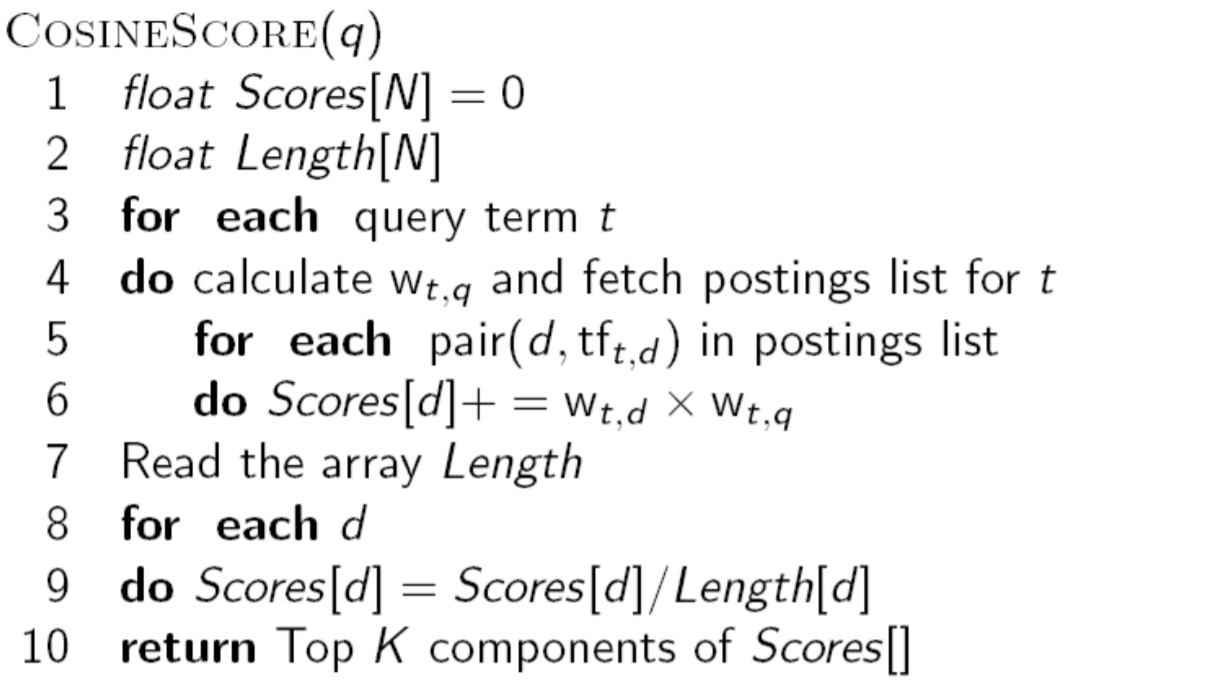 COSINESCORE(q)
1 float Scores[N] = 0
2 float Length[N]
3 for each query term t
4 do calculate w_{t,q} and fetch postings list for t
5 for each pair(d, tf_{t,d}) in postings list
6 do Scores[d]+ = w_{t,d} × w_{t,q}
7 Read the array Length
8 for each d
9 do Scores[d] = Scores[d]/Length[d]
10 return Top K components of Scores[]